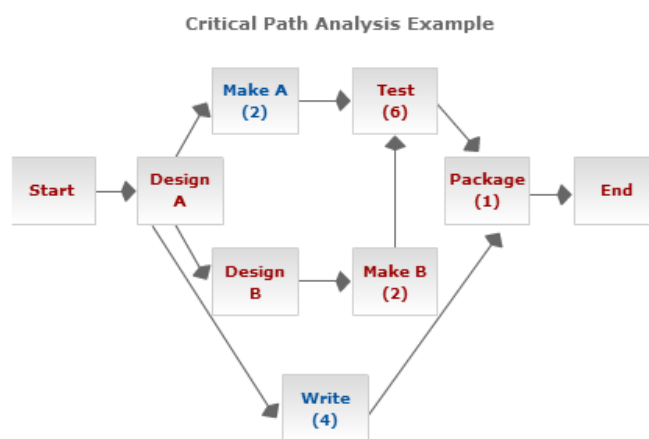 Critical Path Analysis Example
Make A
(2)
Test
(6)
Start
Design
A
Package
(1)
End
Design
B
Make B
(2)
Write
(4)